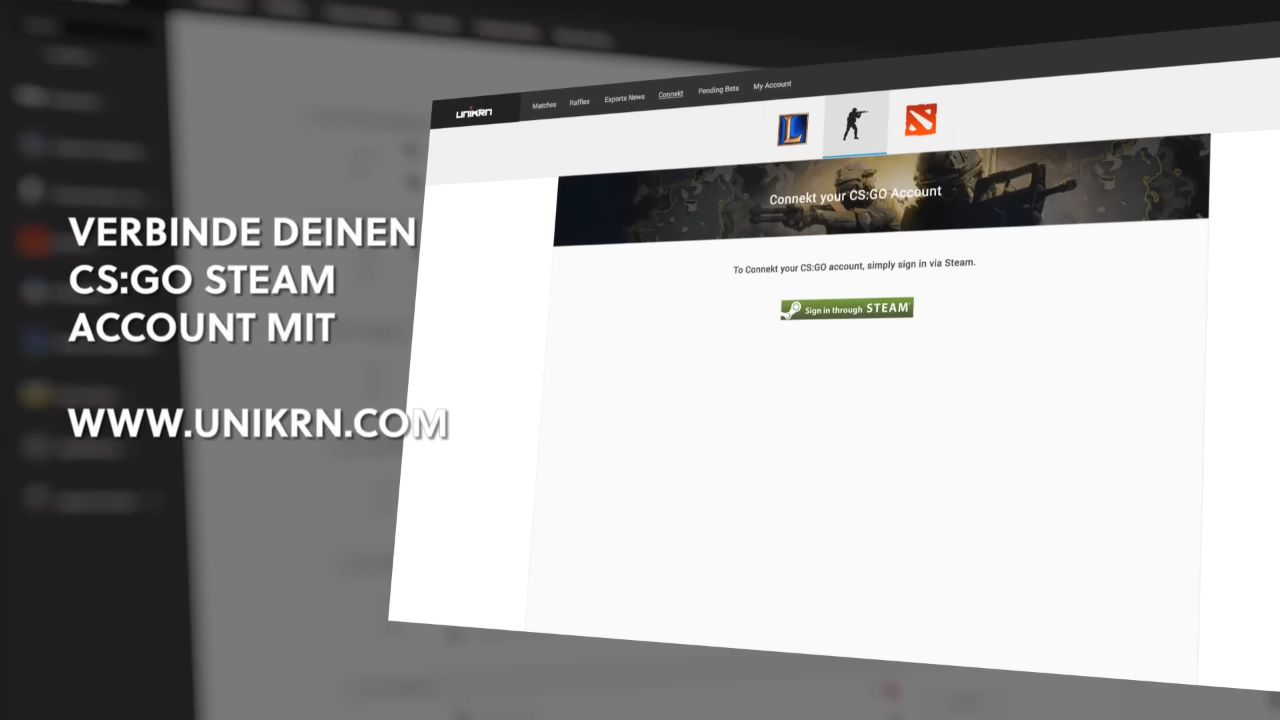 VERBINDE DEINEN
CS:GO STEAM
ACCOUNT MIT
WWW.UNIKRN.COM
UNIKRN Matches Raffles Esports News Connekt Pending Beta My Account
L
Connekt your CS:GO Account
To Connekt your CS:GO account, simply sign in via Steam.
Sign in through STEAM